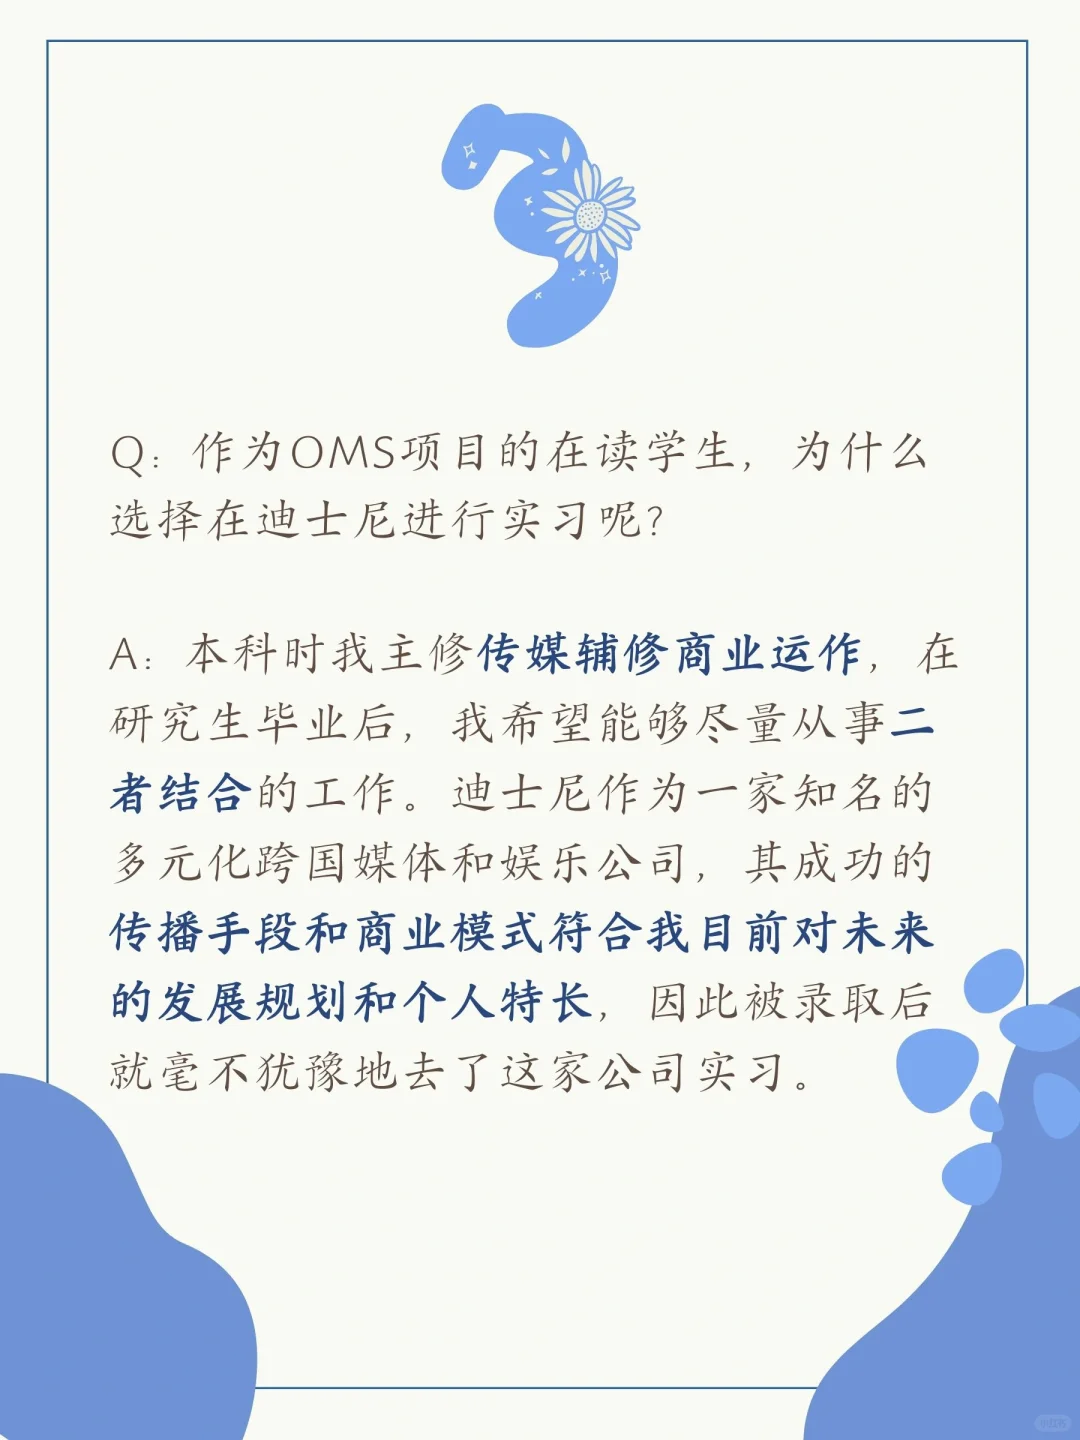 3
Q：作为OMS项目的在读学生，为什么
选择在迪士尼进行实习呢？
A：本科时我主修传媒辅修商业运作，在
研究生毕业后，我希望能够尽量从事二
者结合的工作。迪士尼作为一家知名的
多元化跨国媒体和娱乐公司，其成功的
传播手段和商业模式符合我目前对未来
的发展规划和个人特长，因此被录取后
就毫不犹豫地去了这家公司实习。